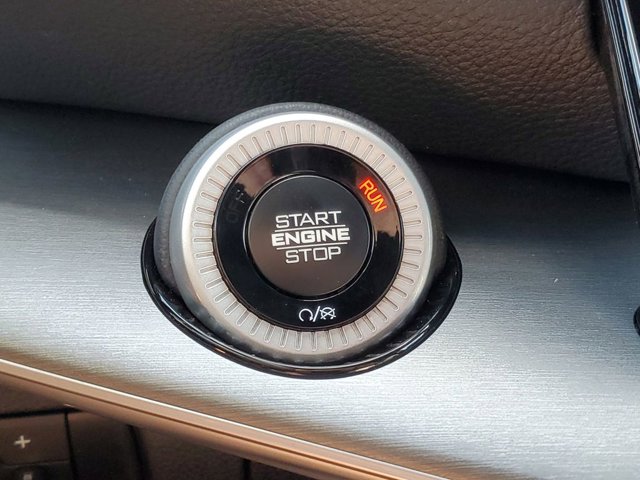 RUN
START
ENGINE
STOP
+